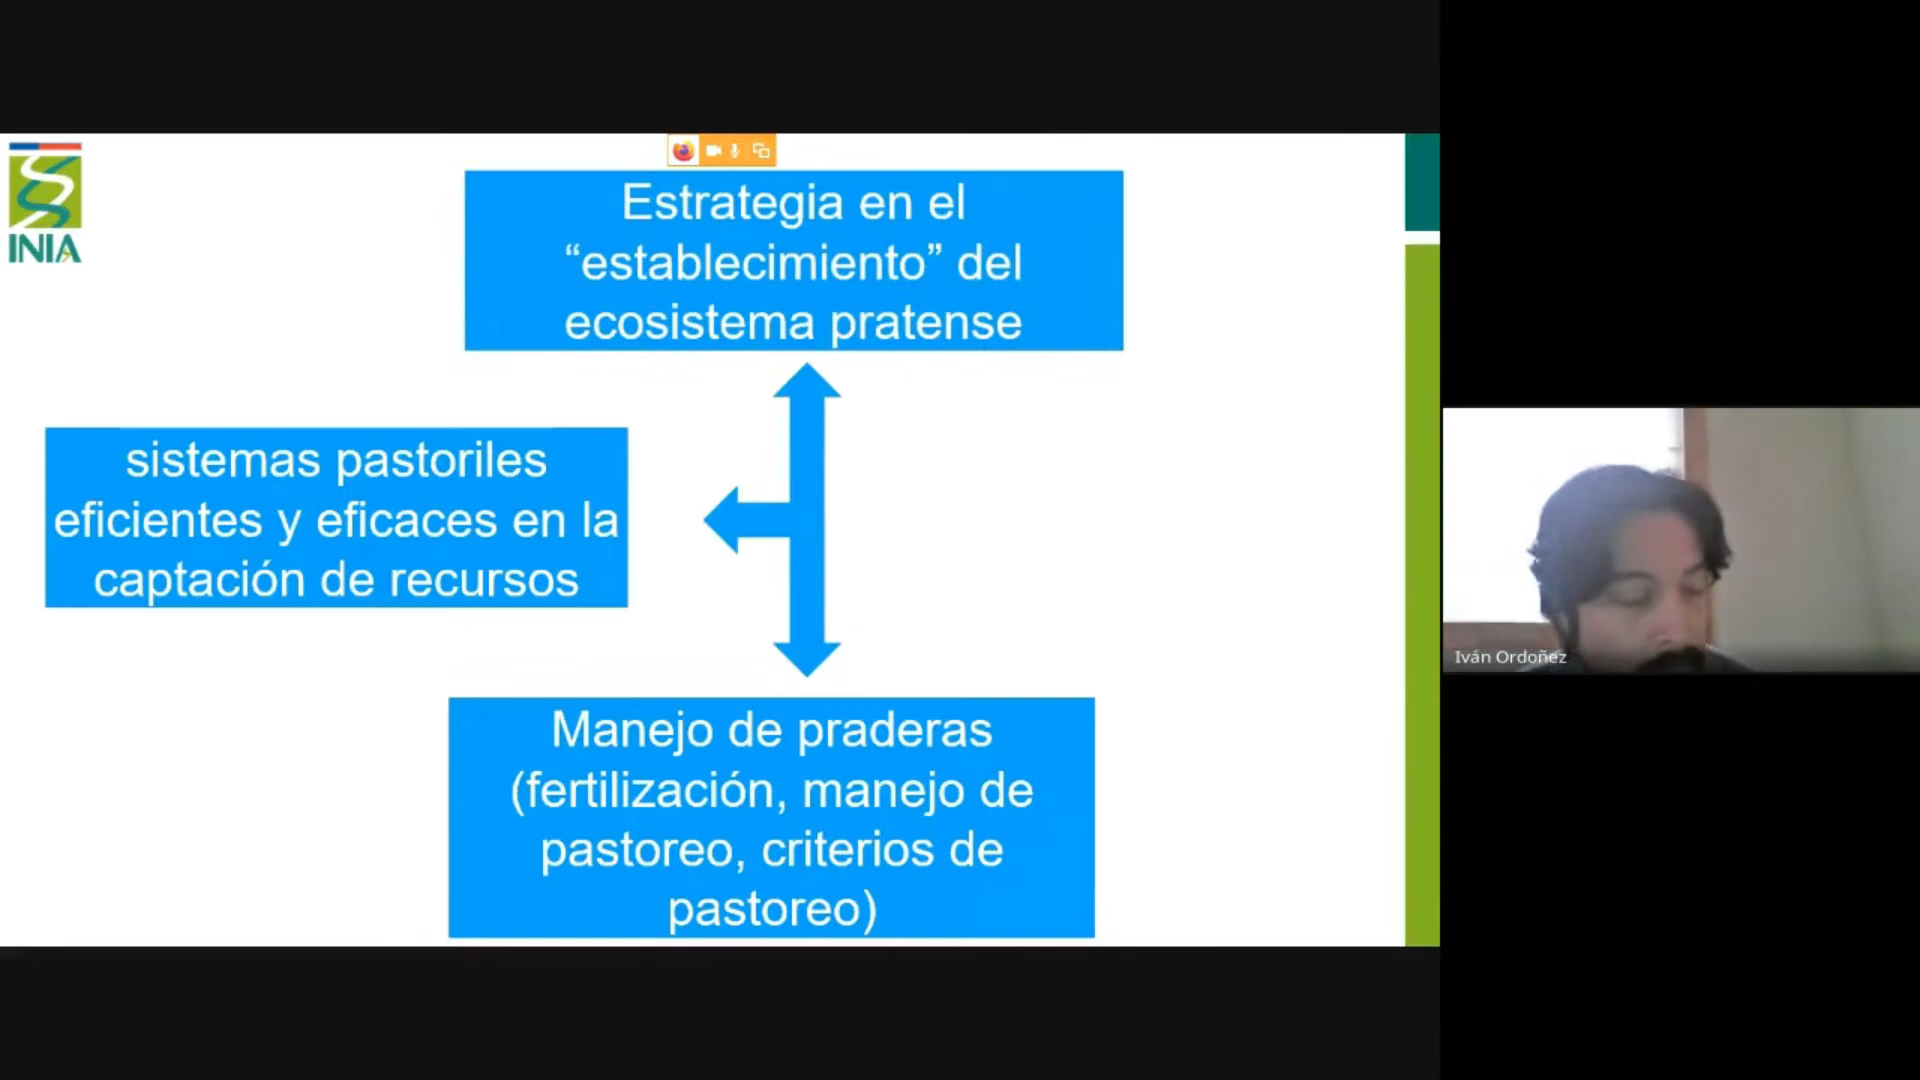 INIA
Estrategia en el
“establecimiento” del
ecosistema pratense
sistemas pastoriles
eficientes y eficaces en la
captación de recursos
Manejo de praderas
(fertilización, manejo de
pastoreo, criterios de
pastoreo)
Iván Ordoñez